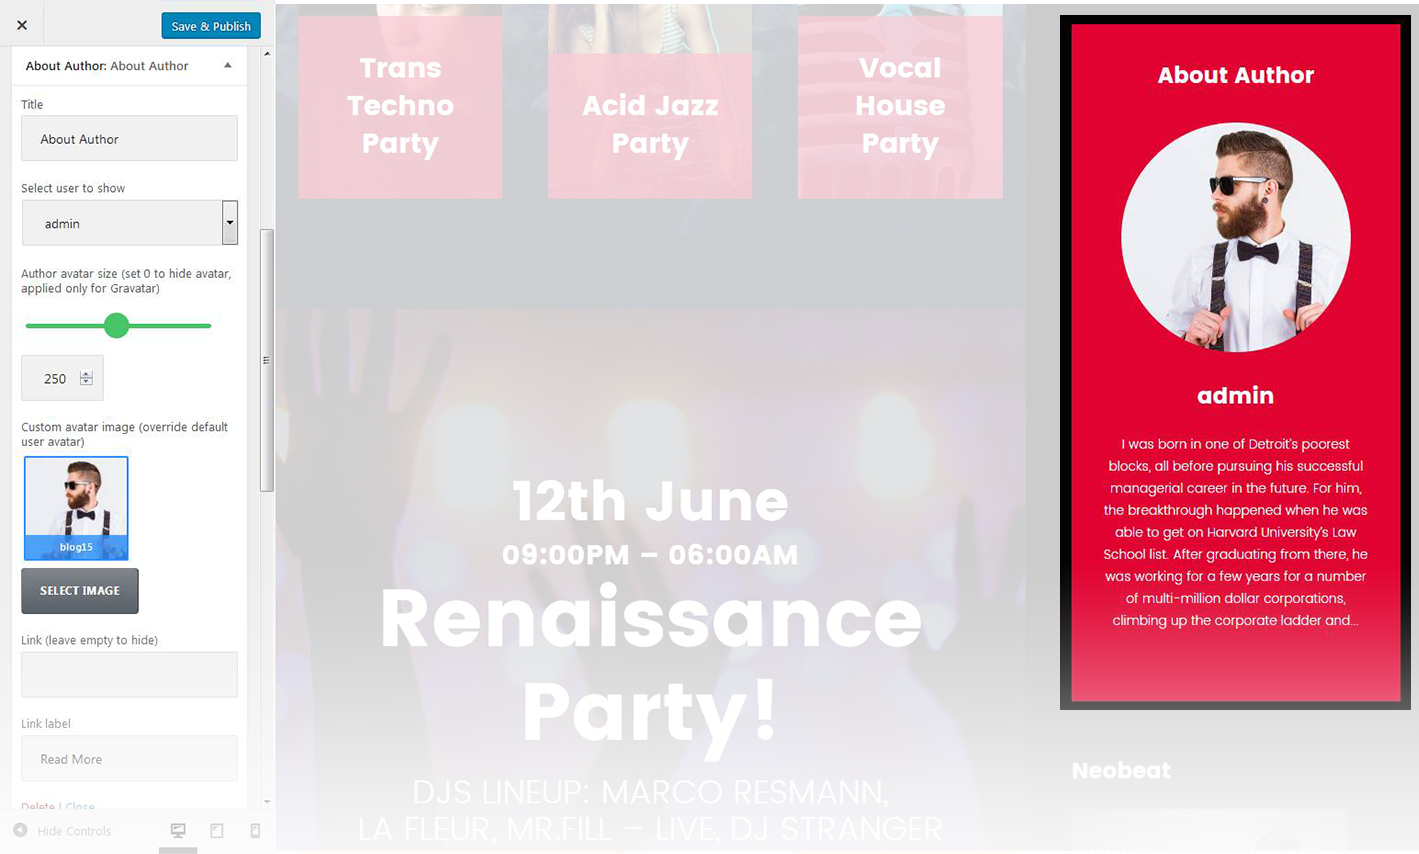 Save & Publish
About Author: About Author
Title
About Author
Select user to show
admin
Author avatar size (set 0 to hide avatar,
applied only for Gravatar)
250
Custom avatar image (override default
user avatar)
blog15
SELECT IMAGE
Link (leave empty to hide)
Link label
Read More
Delete | Close
Hide Controls
Trans
Techno
Party
Acid Jazz
Party
Vocal
House
Party
12th June
09:00PM – 06:00AM
Renaissance
Party!
DJS LINEUP: MARCO RESMANN,
LA FLEUR, MR.FILL – LIVE, DJ STRANGER
About Author
admin
I was born in one of Detroit's poorest
blocks, all before pursuing his successful
managerial career in the future. For him,
the breakthrough happened when he was
able to get on Harvard University's Law
School list. After graduating from there, he
was working for a few years for a number
of multi-million dollar corporations,
climbing up the corporate ladder and...
Neobeat